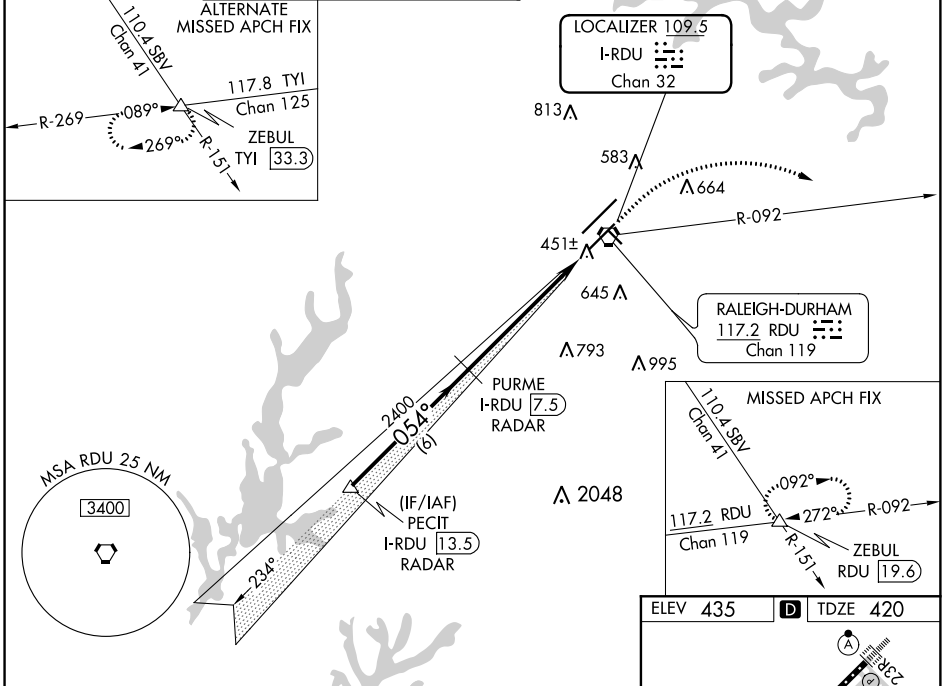 ALTERNATE
MISSED APCH FIX
110.4 SBV
Chan 41
117.8 TYI
Chan 125
R-269
089°
269°
R-151
ZEBUL
TYI 33.3
LOCALIZER 109.5
I-RDU
Chan 32
813
583
664
R-092
451±
645
RALEIGH-DURHAM
117.2 RDU
Chan 119
793
995
PURME
I-RDU 7.5
RADAR
2400
054°
(6)
MISSED APCH FIX
110.4 SBV
Chan 41
092°
272°
R-092
117.2 RDU
Chan 119
R-151
ZEBUL
RDU 19.6
MSA RDU 25 NM
3400
(IF/IAF)
PECIT
I-RDU 13.5
RADAR
2048
234°
ELEV 435 D TDZE 420
A
23R
P